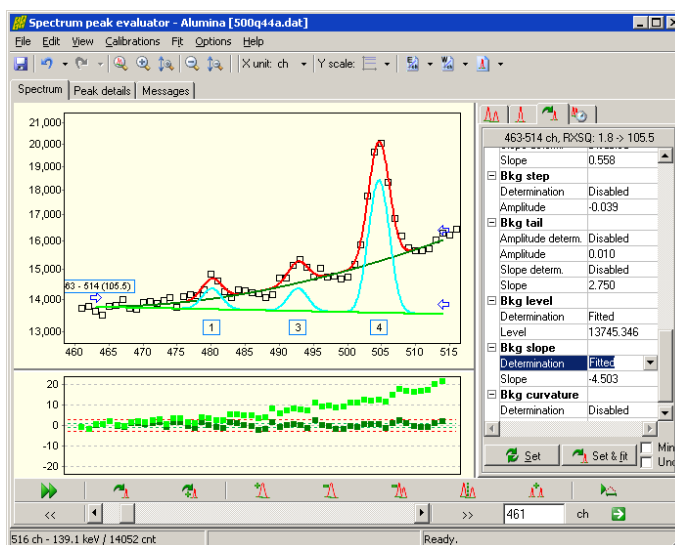 Spectrum peak evaluator - Alumina [500q44a.dat]
File Edit View Calibrations Fit Options Help
X unit: ch Y scale:
Spectrum Peak details Messages
21,000
20,000
19,000
18,000
17,000
16,000
15,000
14,000
13,000
63 - 514 (105.5)
1 3 4
460 465 470 475 480 485 490 495 500 505 510 515
20
10
0
-10
-20
463-514 ch, RXSQ: 1.8 -> 105.5
Slope 0.558
Bkg step
Determination Disabled
Amplitude -0.039
Bkg tail
Amplitude determ. Disabled
Amplitude 0.010
Slope determ. Disabled
Slope 2.750
Bkg level
Determination Fitted
Level 13745.346
Bkg slope
Determination Fitted
Slope -4.503
Bkg curvature
Determination Disabled
Set Set & fit Min
Unc
<< >> 461 ch
516 ch - 139.1 keV / 14052 cnt Ready.